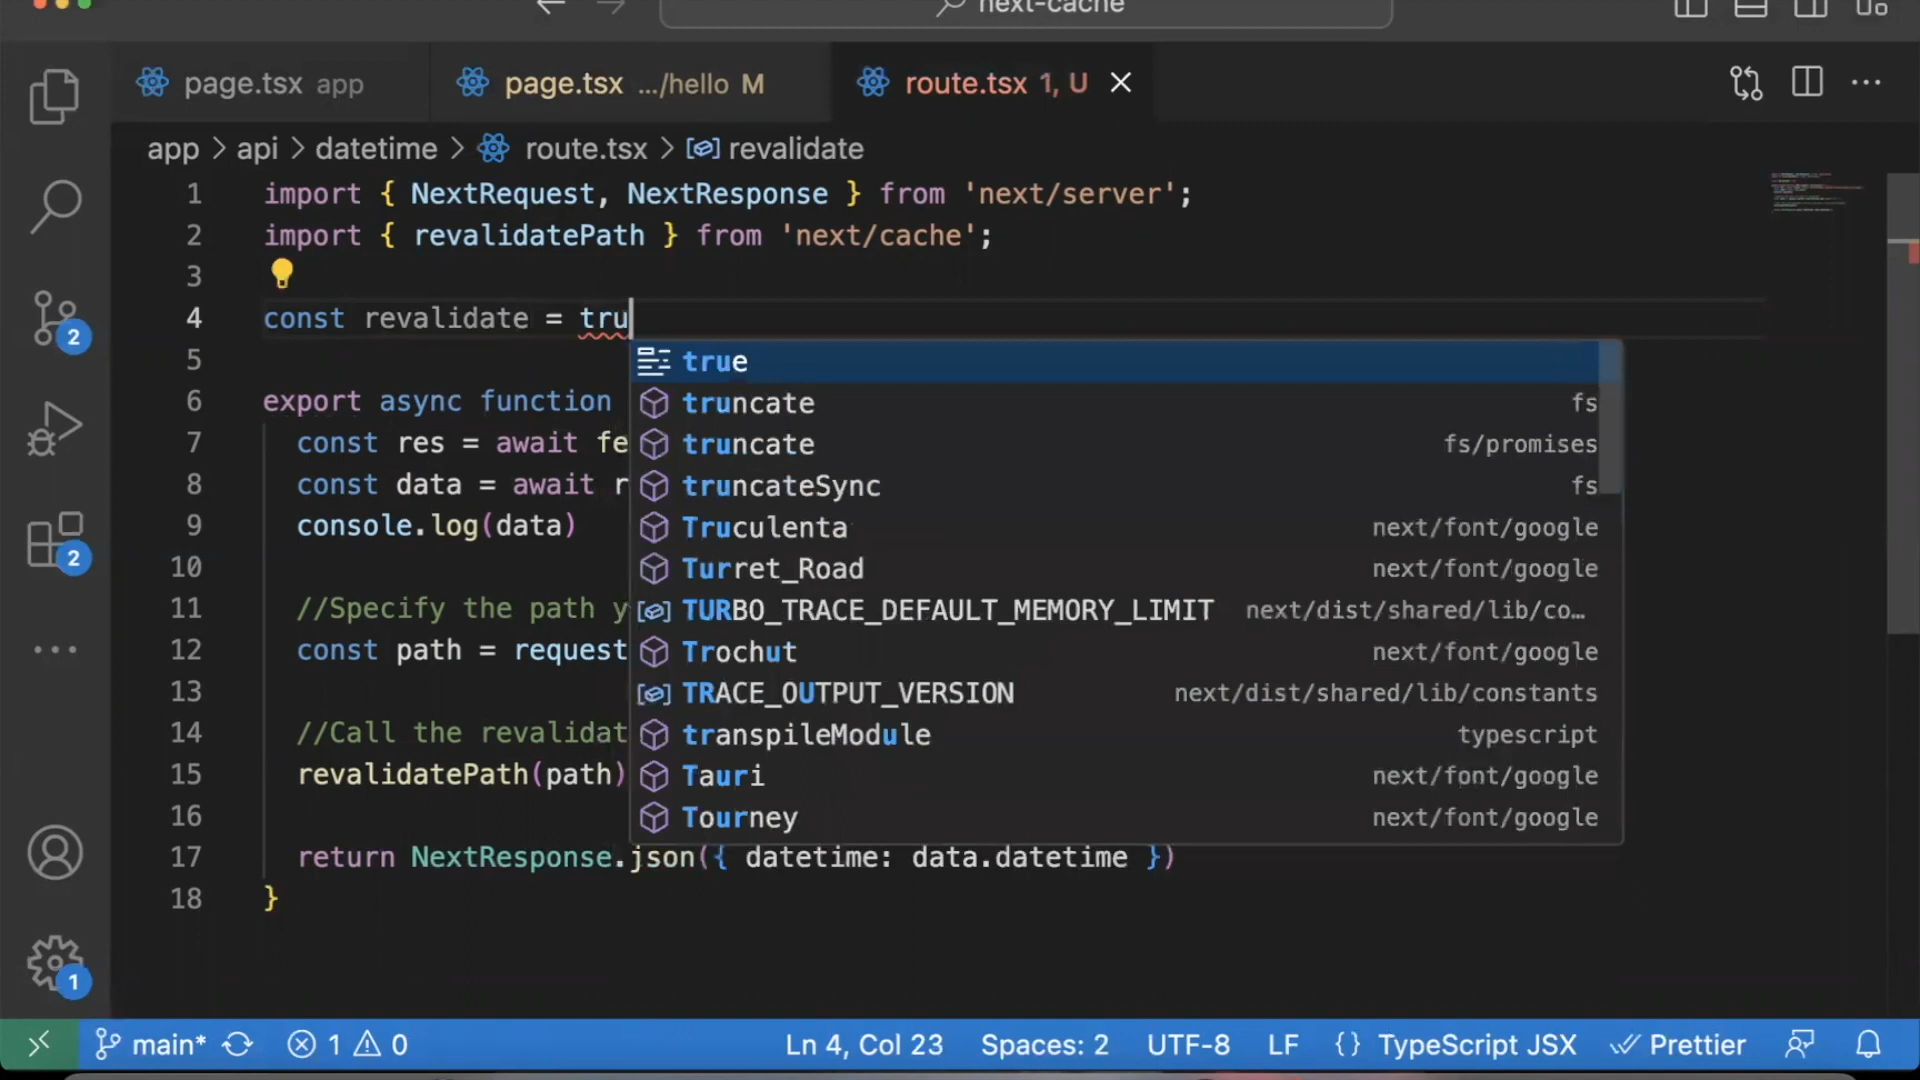 next-cache
page.tsx app
page.tsx .../hello M
route.tsx 1, U
app > api > datetime > route.tsx > revalidate
1 import { NextRequest, NextResponse } from 'next/server';
2 import { revalidatePath } from 'next/cache';
3
4 const revalidate = tru
5
6 export async function
7 const res = await fe
8 const data = await r
9 console.log(data)
10
11 //Specify the path y
12 const path = request
13
14 //Call the revalidat
15 revalidatePath(path)
16
17 return NextResponse.json({ datetime: data.datetime })
18 }
true
truncate fs
truncate fs/promises
truncateSync fs
Truculenta next/font/google
Turret_Road next/font/google
TURBO_TRACE_DEFAULT_MEMORY_LIMIT next/dist/shared/lib/co...
Trochut next/font/google
TRACE_OUTPUT_VERSION next/dist/shared/lib/constants
transpileModule typescript
Tauri next/font/google
Tourney next/font/google
2
2
1
main* 1 0 Ln 4, Col 23 Spaces: 2 UTF-8 LF {} TypeScript JSX Prettier